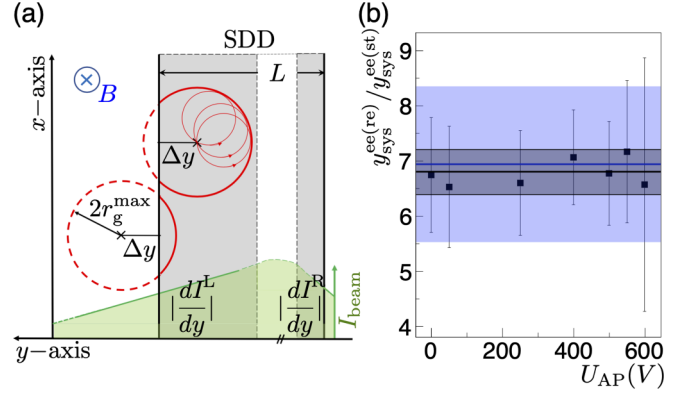 (a)
SDD
L
x−axis
B
Δy
2r_g^max
Δy
|dI^L/dy|
|dI^R/dy|
I_beam
y−axis
(b)
y_sys^ee(re)/y_sys^ee(st)
9
8
7
6
5
4
0
200
400
600
U_AP(V)